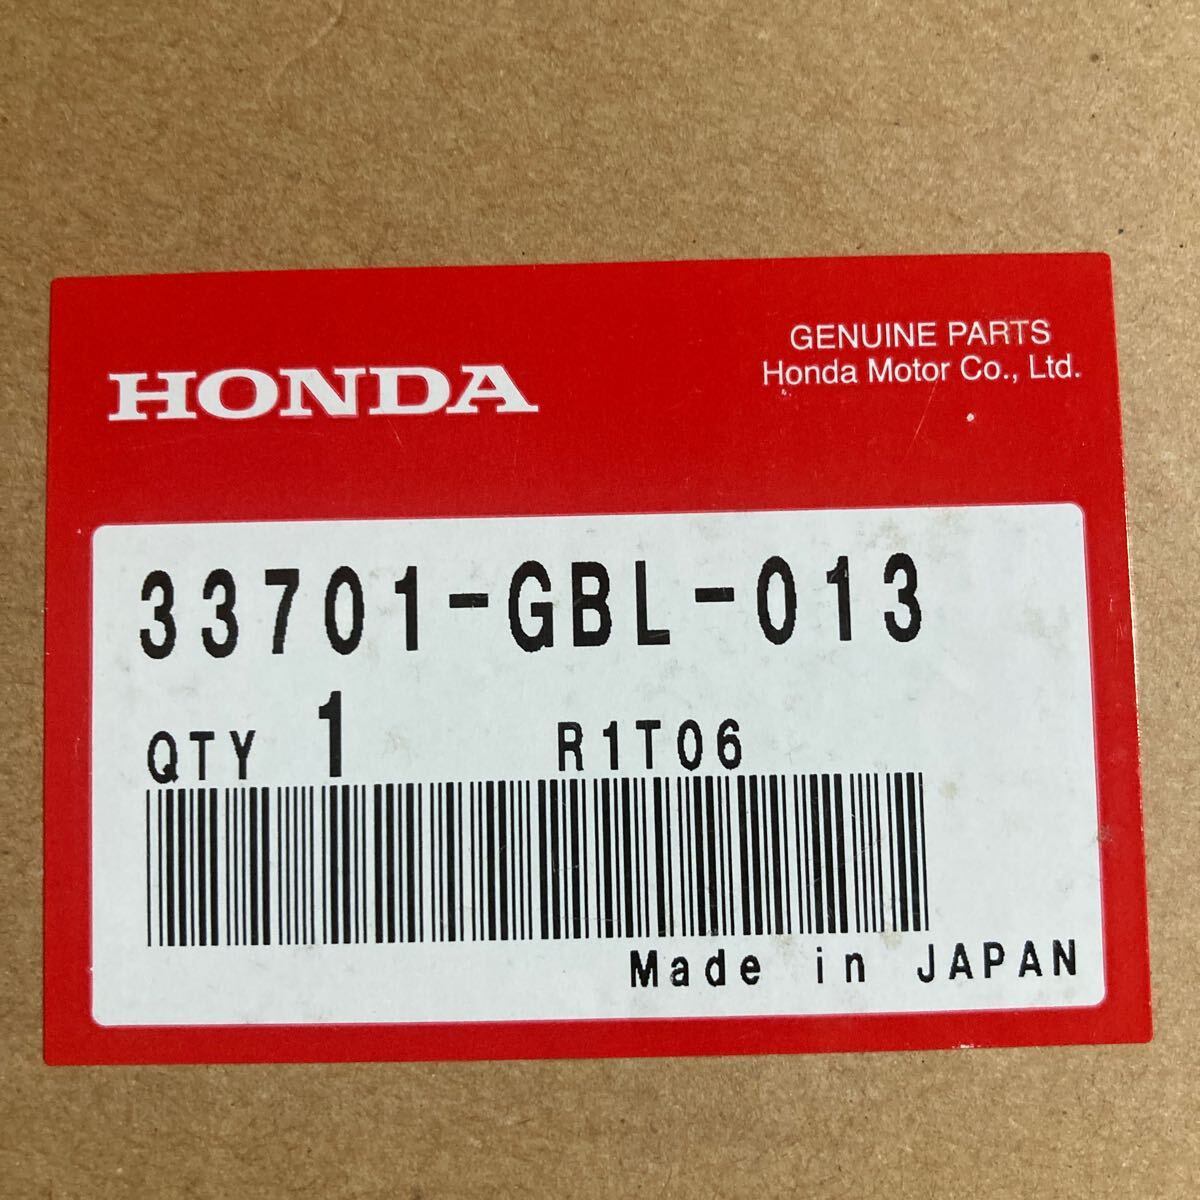 HONDA
GENUINE PARTS
Honda Motor Co., Ltd.
33701-GBL-013
QTY 1 R1T06
Made in JAPAN